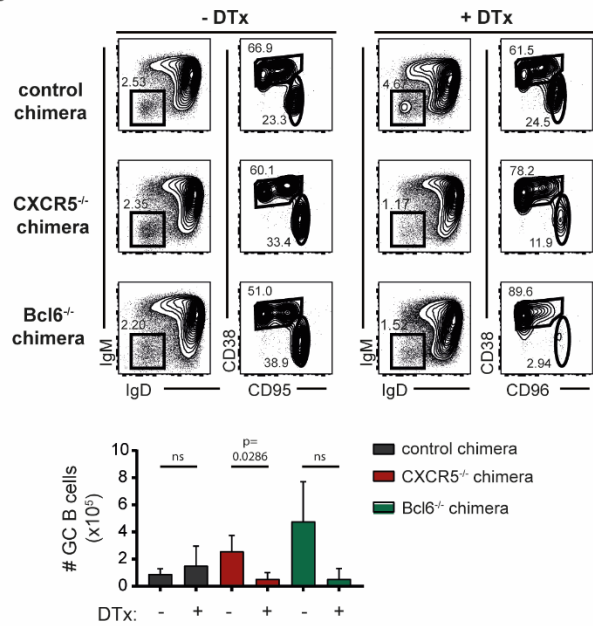 - DTx + DTx
control chimera
2.53
66.9
23.3
4.67
61.5
24.5
CXCR5-/- chimera
2.35
60.1
33.4
1.17
78.2
11.9
Bcl6-/- chimera
2.20
51.0
38.9
1.52
89.6
2.94
IgM
CD38
IgM
CD38
IgD
CD95
IgD
CD96
# GC B cells (x10⁵)
10
8
6
4
2
0
ns
p= 0.0286
ns
DTx: - + - + - +
control chimera
CXCR5-/- chimera
Bcl6-/- chimera